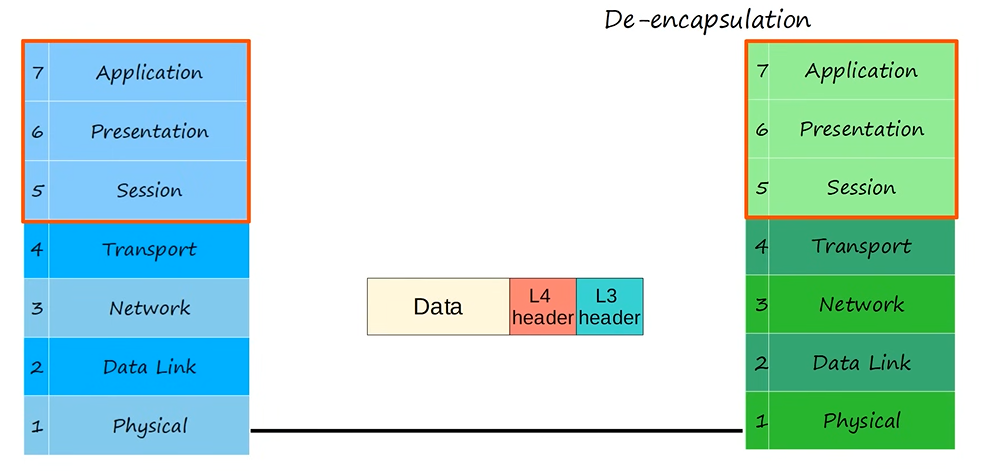 De-encapsulation
7 Application
6 Presentation
5 Session
4 Transport
3 Network
2 Data Link
1 Physical
Data
L4
header
L3
header
7 Application
6 Presentation
5 Session
4 Transport
3 Network
2 Data Link
1 Physical